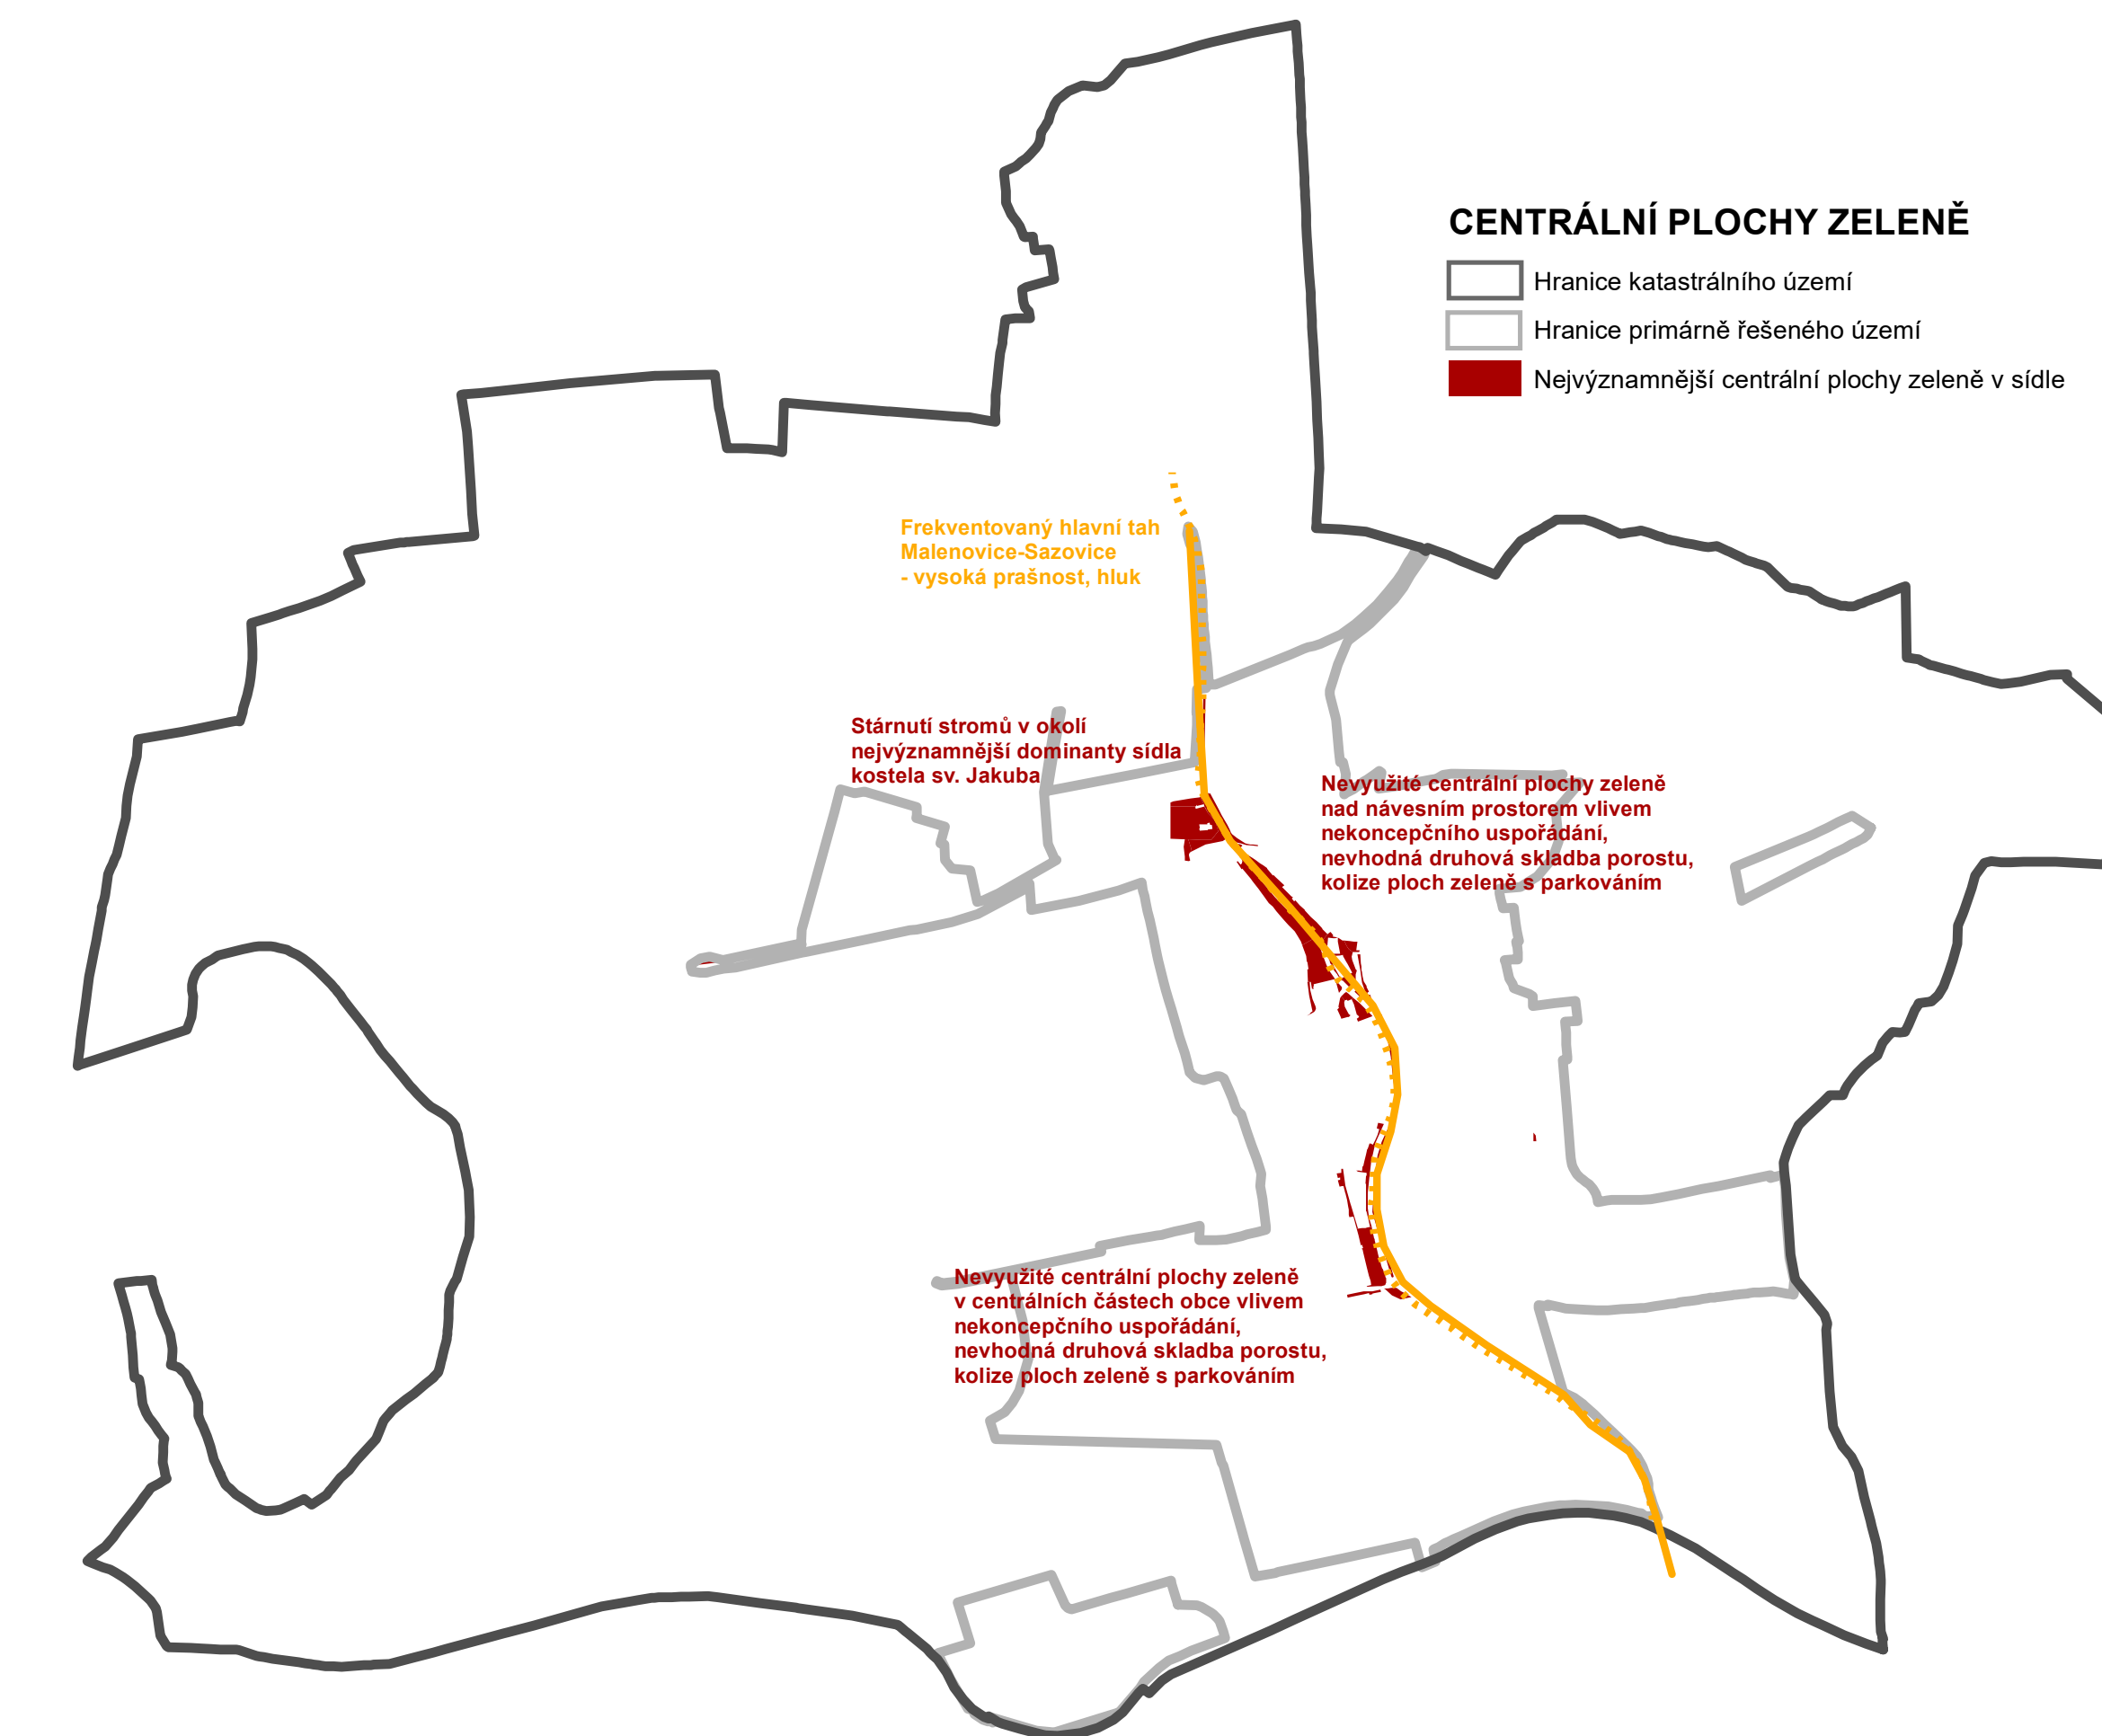 CENTRÁLNÍ PLOCHY ZELENĚ
Hranice katastrálního území
Hranice primárně řešeného území
Nejvýznamnější centrální plochy zeleně v sídle
Frekventovaný hlavní tah
Malenovice-Sazovice
- vysoká prašnost, hluk
Stárnutí stromů v okolí
nejvýznamnější dominanty sídla
kostela sv. Jakuba
Nevyužité centrální plochy zeleně
nad návesním prostorem vlivem
nekoncepčního uspořádání,
nevhodná druhová skladba porostu,
kolize ploch zeleně s parkováním
Nevyužité centrální plochy zeleně
v centrálních částech obce vlivem
nekoncepčního uspořádání,
nevhodná druhová skladba porostu,
kolize ploch zeleně s parkováním